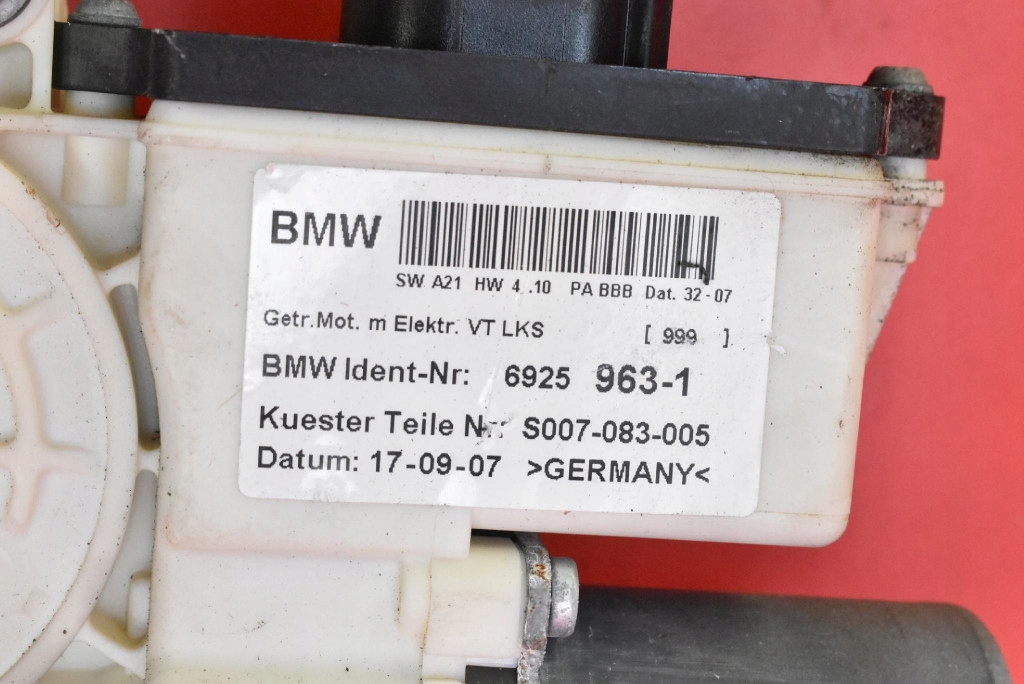 BMW
SW A21 HW 4 .10 PA BBB Dat. 32-07
Getr.Mot. m Elektr. VT LKS [ 999 ]
BMW Ident-Nr: 6925 963-1
Kuester Teile Nr: S007-083-005
Datum: 17-09-07 >GERMANY<